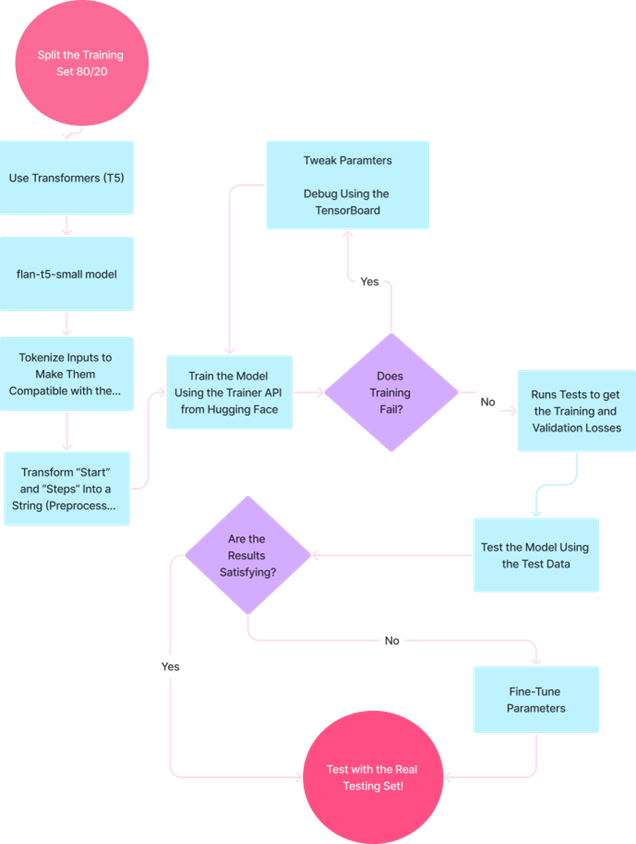 Split the Training
Set 80/20
Use Transformers (T5)
flan-t5-small model
Tokenize Inputs to
Make Them
Compatible with the...
Transform “Start”
and “Steps” Into a
String (Preprocess...
Train the Model
Using the Trainer API
from Hugging Face
Tweak Paramters
Debug Using the
TensorBoard
Yes
Does
Training
Fail?
No
Runs Tests to get
the Training and
Validation Losses
Test the Model Using
the Test Data
Are the
Results
Satisfying?
No
Yes
Fine-Tune
Parameters
Test with the Real
Testing Set!